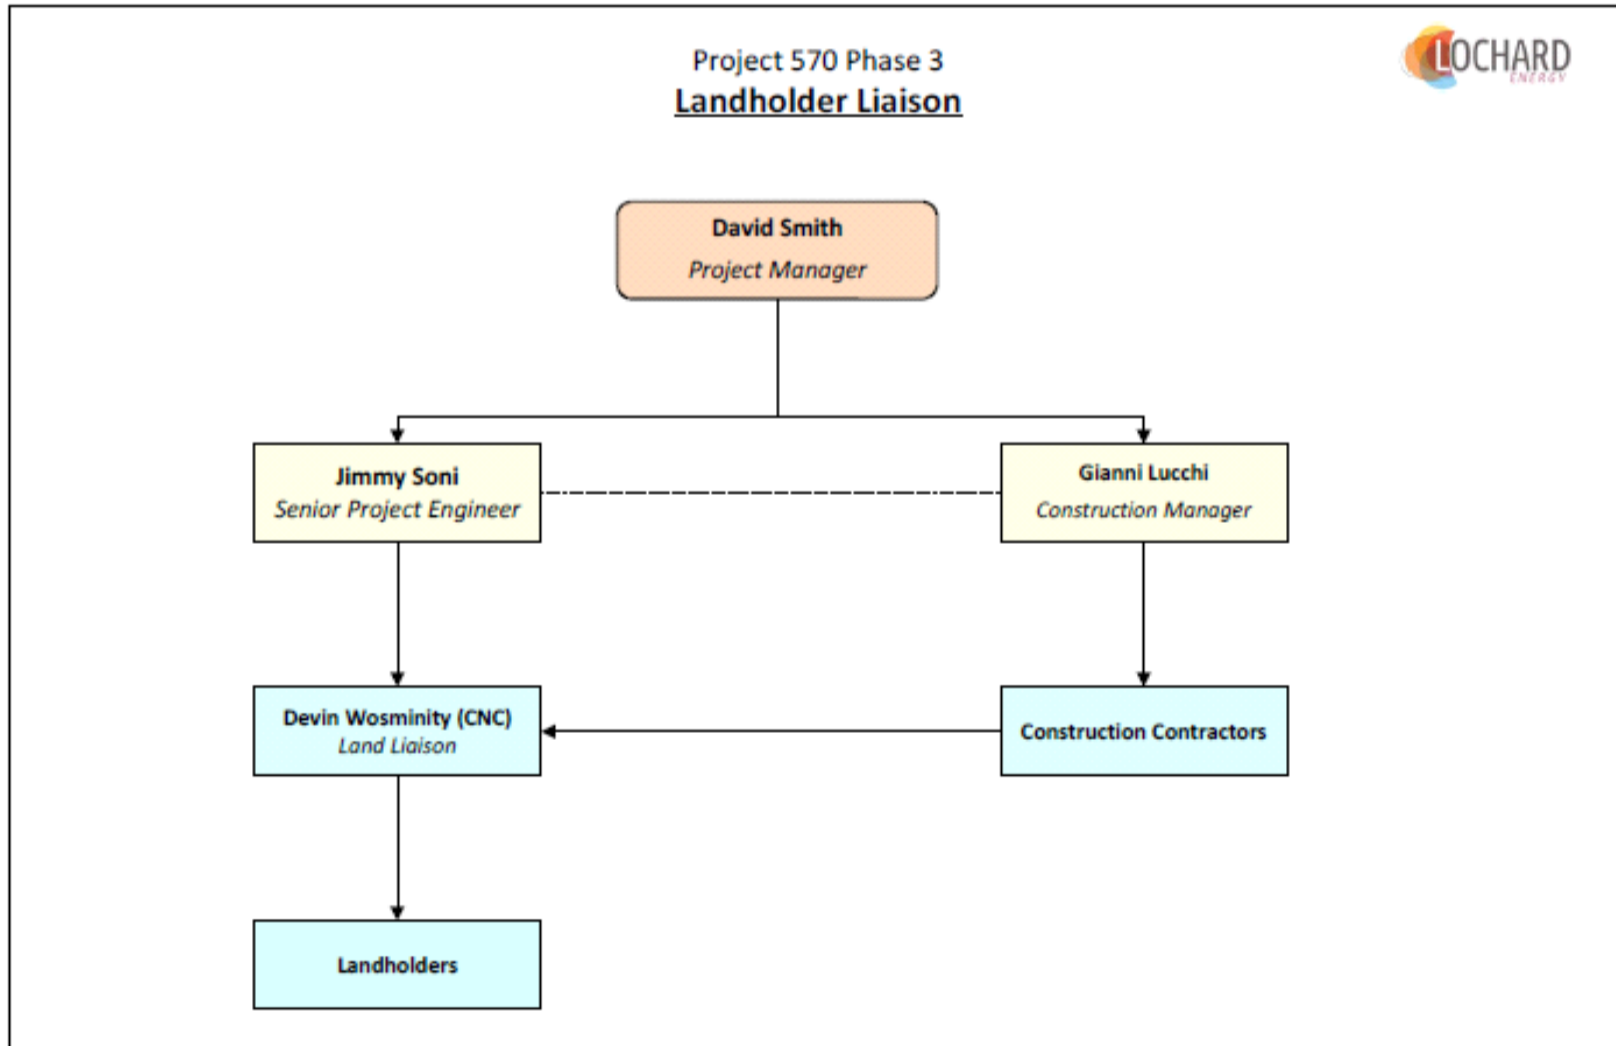 Project 570 Phase 3
Landholder Liaison
LOCHARD
ENERGY
David Smith
Project Manager
Jimmy Soni
Senior Project Engineer
Gianni Lucchi
Construction Manager
Devin Wosminity (CNC)
Land Liaison
Construction Contractors
Landholders